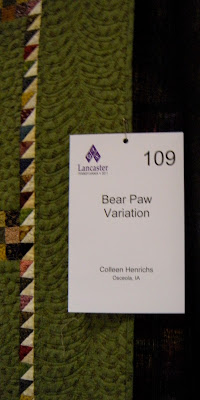 109
Lancaster
Bear Paw
Variation
Colleen Henrichs
Osceola, IA